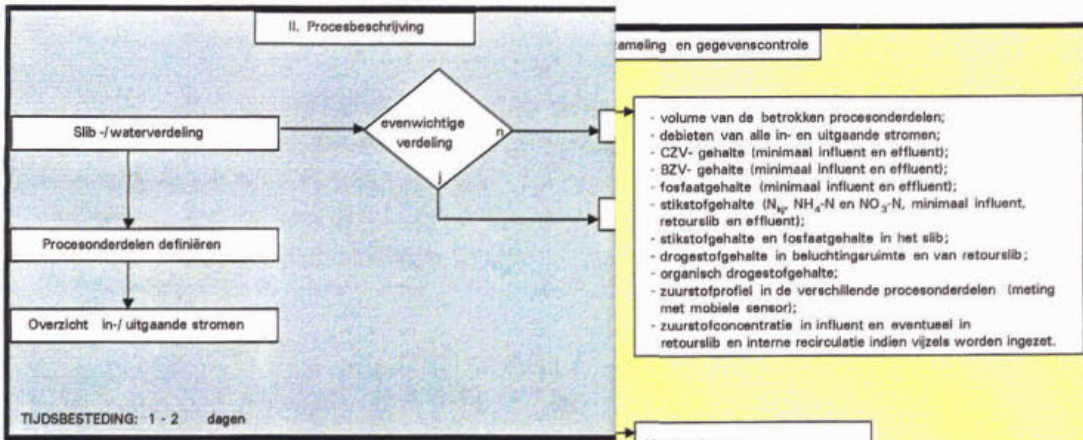 II. Procesbeschrijving
Slib -/waterverdeling
evenwichtige
verdeling
n
j
Procesonderdelen definiëren
Overzicht in-/ uitgaande stromen
TIJDSBESTEDING: 1 - 2 dagen
ameling en gegevenscontrole
- volume van de betrokken procesonderdelen;
- debieten van alle in- en uitgaande stromen;
- CZV- gehalte (minimaal influent en effluent);
- BZV- gehalte (minimaal influent en effluent);
- fosfaatgehalte (minimaal influent en effluent);
- stikstofgehalte (N_kj, NH₄-N en NO₃-N, minimaal influent,
retourslib en effluent);
- stikstofgehalte en fosfaatgehalte in het slib;
- drogestofgehalte in beluchtingsruimte en van retourslib;
- organisch drogestofgehalte;
- zuurstofprofiel in de verschillende procesonderdelen (meting
met mobiele sensor);
- zuurstofconcentratie in influent en eventueel in
retourslib en interne recirculatie indien vijzels worden ingezet.